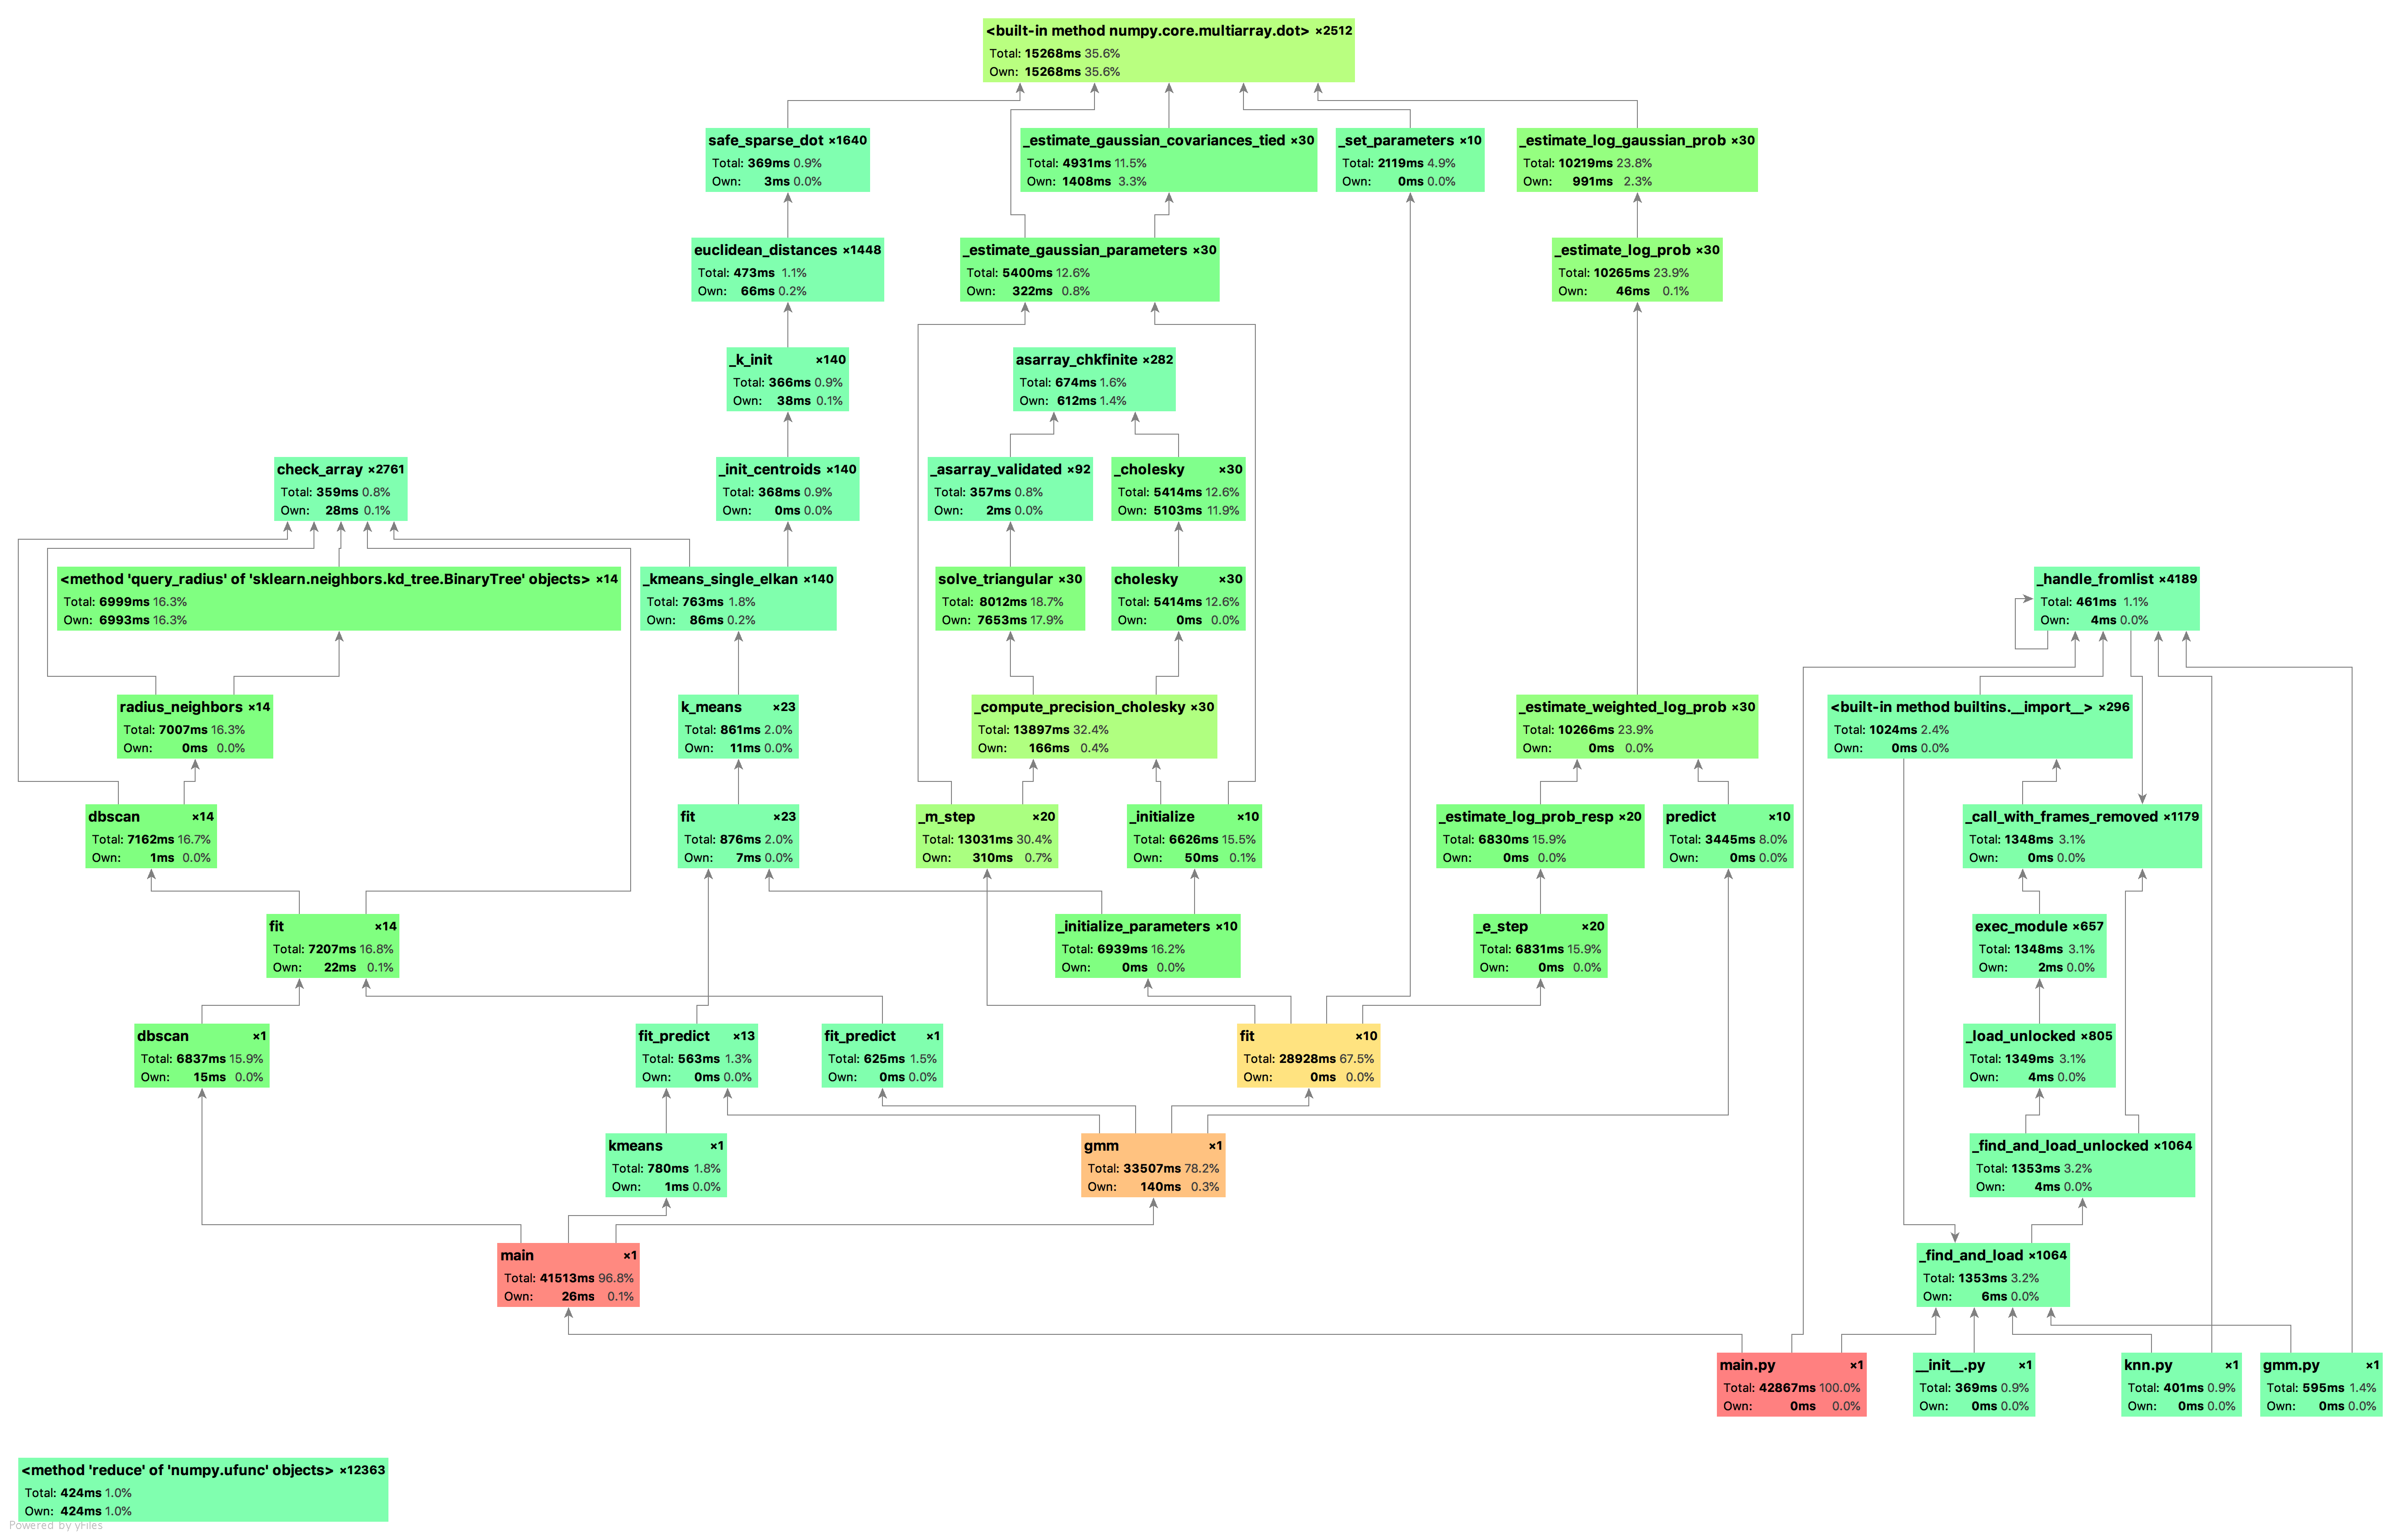 <built-in method numpy.core.multiarray.dot> ×2512
Total: 15268ms 35.6%
Own: 15268ms 35.6%
safe_sparse_dot ×1640
Total: 369ms 0.9%
Own: 3ms 0.0%
_estimate_gaussian_covariances_tied ×30
Total: 4931ms 11.5%
Own: 1408ms 3.3%
_set_parameters ×10
Total: 2119ms 4.9%
Own: 0ms 0.0%
_estimate_log_gaussian_prob ×30
Total: 10219ms 23.8%
Own: 991ms 2.3%
euclidean_distances ×1448
Total: 473ms 1.1%
Own: 66ms 0.2%
_estimate_gaussian_parameters ×30
Total: 5400ms 12.6%
Own: 322ms 0.8%
_estimate_log_prob ×30
Total: 10265ms 23.9%
Own: 46ms 0.1%
_k_init ×140
Total: 366ms 0.9%
Own: 38ms 0.1%
asarray_chkfinite ×282
Total: 674ms 1.6%
Own: 612ms 1.4%
check_array ×2761
Total: 359ms 0.8%
Own: 28ms 0.1%
_init_centroids ×140
Total: 368ms 0.9%
Own: 0ms 0.0%
_asarray_validated ×92
Total: 357ms 0.8%
Own: 2ms 0.0%
_cholesky ×30
Total: 5414ms 12.6%
Own: 5103ms 11.9%
<method 'query_radius' of 'sklearn.neighbors.kd_tree.BinaryTree' objects> ×14
Total: 6999ms 16.3%
Own: 6993ms 16.3%
_kmeans_single_elkan ×140
Total: 763ms 1.8%
Own: 86ms 0.2%
solve_triangular ×30
Total: 8012ms 18.7%
Own: 7653ms 17.9%
cholesky ×30
Total: 5414ms 12.6%
Own: 0ms 0.0%
_handle_fromlist ×4189
Total: 461ms 1.1%
Own: 4ms 0.0%
radius_neighbors ×14
Total: 7007ms 16.3%
Own: 0ms 0.0%
k_means ×23
Total: 861ms 2.0%
Own: 11ms 0.0%
_compute_precision_cholesky ×30
Total: 13897ms 32.4%
Own: 166ms 0.4%
_estimate_weighted_log_prob ×30
Total: 10266ms 23.9%
Own: 0ms 0.0%
<built-in method builtins.__import__> ×296
Total: 1024ms 2.4%
Own: 0ms 0.0%
dbscan ×14
Total: 7162ms 16.7%
Own: 1ms 0.0%
fit ×23
Total: 876ms 2.0%
Own: 7ms 0.0%
_m_step ×20
Total: 13031ms 30.4%
Own: 310ms 0.7%
_initialize ×10
Total: 6626ms 15.5%
Own: 50ms 0.1%
_estimate_log_prob_resp ×20
Total: 6830ms 15.9%
Own: 0ms 0.0%
predict ×10
Total: 3445ms 8.0%
Own: 0ms 0.0%
_call_with_frames_removed ×1179
Total: 1348ms 3.1%
Own: 0ms 0.0%
fit ×14
Total: 7207ms 16.8%
Own: 22ms 0.1%
_initialize_parameters ×10
Total: 6939ms 16.2%
Own: 0ms 0.0%
_e_step ×20
Total: 6831ms 15.9%
Own: 0ms 0.0%
exec_module ×657
Total: 1348ms 3.1%
Own: 2ms 0.0%
dbscan ×1
Total: 6837ms 15.9%
Own: 15ms 0.0%
fit_predict ×13
Total: 563ms 1.3%
Own: 0ms 0.0%
fit_predict ×1
Total: 625ms 1.5%
Own: 0ms 0.0%
fit ×10
Total: 28928ms 67.5%
Own: 0ms 0.0%
_load_unlocked ×805
Total: 1349ms 3.1%
Own: 4ms 0.0%
kmeans ×1
Total: 780ms 1.8%
Own: 1ms 0.0%
gmm ×1
Total: 33507ms 78.2%
Own: 140ms 0.3%
_find_and_load_unlocked ×1064
Total: 1353ms 3.2%
Own: 4ms 0.0%
main ×1
Total: 41513ms 96.8%
Own: 26ms 0.1%
_find_and_load ×1064
Total: 1353ms 3.2%
Own: 6ms 0.0%
main.py ×1
Total: 42867ms 100.0%
Own: 0ms 0.0%
__init__.py ×1
Total: 369ms 0.9%
Own: 0ms 0.0%
knn.py ×1
Total: 401ms 0.9%
Own: 0ms 0.0%
gmm.py ×1
Total: 595ms 1.4%
Own: 0ms 0.0%
<method 'reduce' of 'numpy.ufunc' objects> ×12363
Total: 424ms 1.0%
Own: 424ms 1.0%
Powered by yFiles